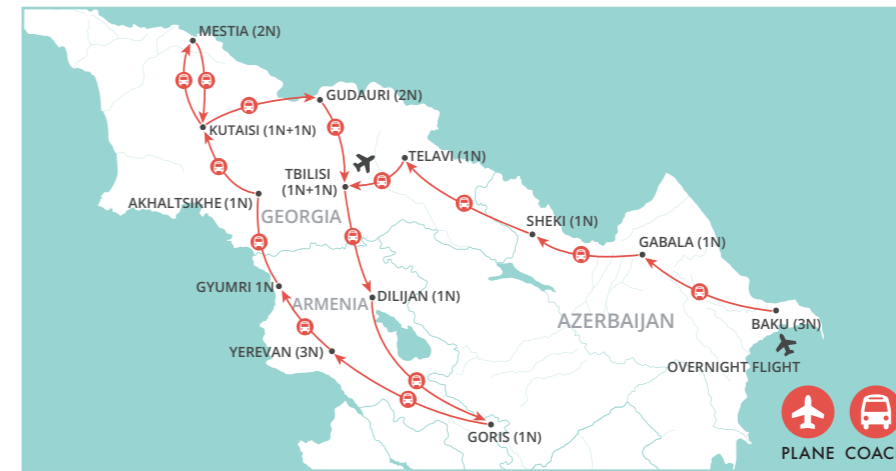 MESTIA (2N)
GUDAURI (2N)
KUTAISI (1N+1N)
TELAVI (1N)
TBILISI
(1N+1N)
AKHALTSIKHE (1N)
GEORGIA
SHEKI (1N)
GABALA (1N)
GYUMRI 1N
ARMENIA
DILIJAN (1N)
AZERBAIJAN
BAKU (3N)
YEREVAN (3N)
OVERNIGHT FLIGHT
GORIS (1N)
PLANE COAC